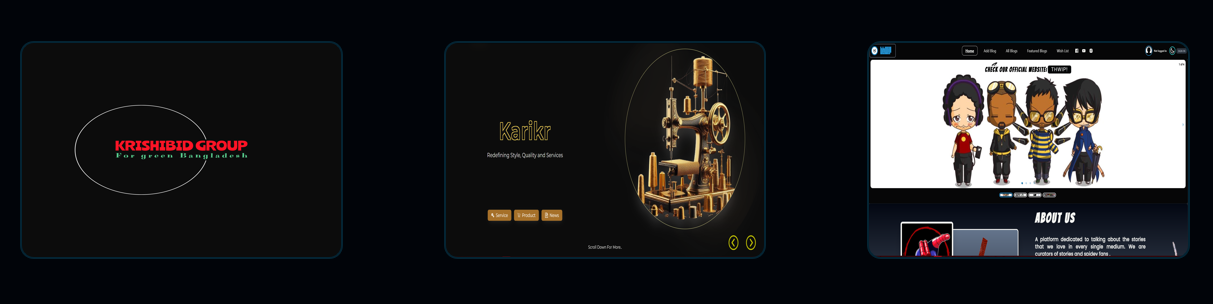 KRISHIBID GROUP
For green Bangladesh
Karikr
Redefining Style, Quality and Services
Service
Product
News
Scroll Down For More.
Home
Add Blog
All Blogs
Featured Blogs
Wish List
CHECK OUR OFFICIAL WEBSITE: THWIP!
ABOUT US
A platform dedicated to talking about the stories
that we love in every single medium. We are
curators of stories and spidey fans .